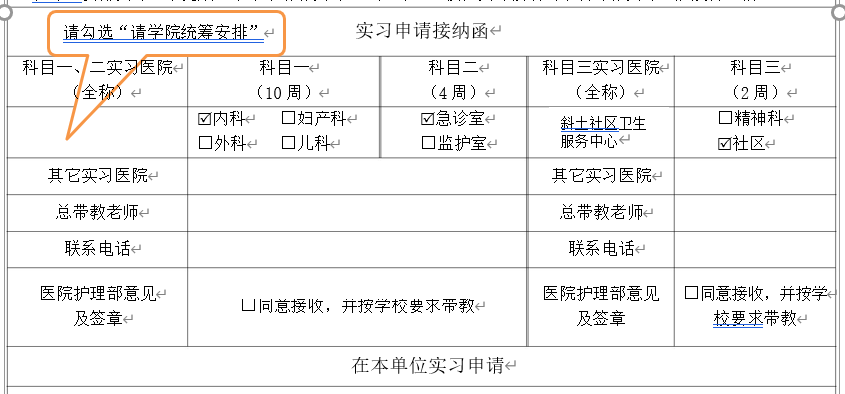 请勾选“请学院统筹安排”
实习申请接纳函
科目一、二实习医院
（全称）
科目一
（10 周）
科目二
（4 周）
科目三实习医院
（全称）
科目三
（2 周）
☑内科 ☐妇产科
☐外科 ☐儿科
☑急诊室
☐监护室
斜土社区卫生
服务中心
☐精神科
☑社区
其它实习医院
其它实习医院
总带教老师
总带教老师
联系电话
联系电话
医院护理部意见
及签章
☐同意接收，并按学校要求带教
医院护理部意见
及签章
☐同意接收，并按学
校要求带教
在本单位实习申请